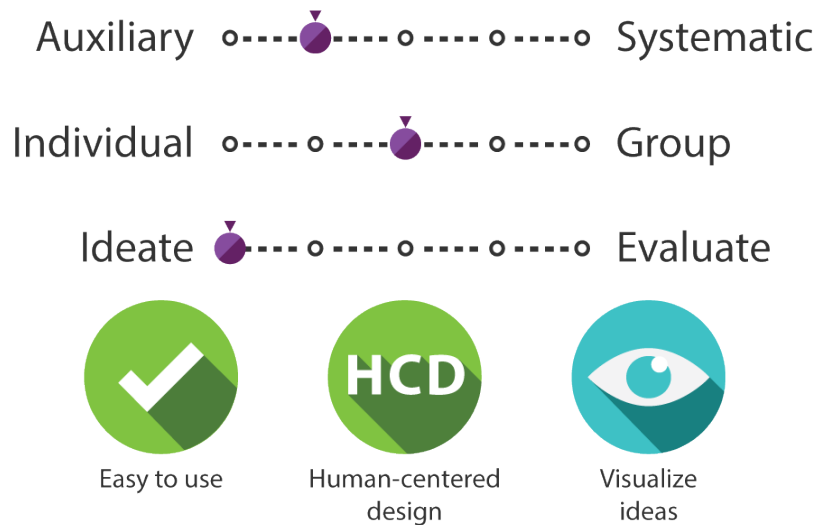 Auxiliary Systematic
Individual Group
Ideate Evaluate
HCD
Easy to use
Human-centered
design
Visualize
ideas